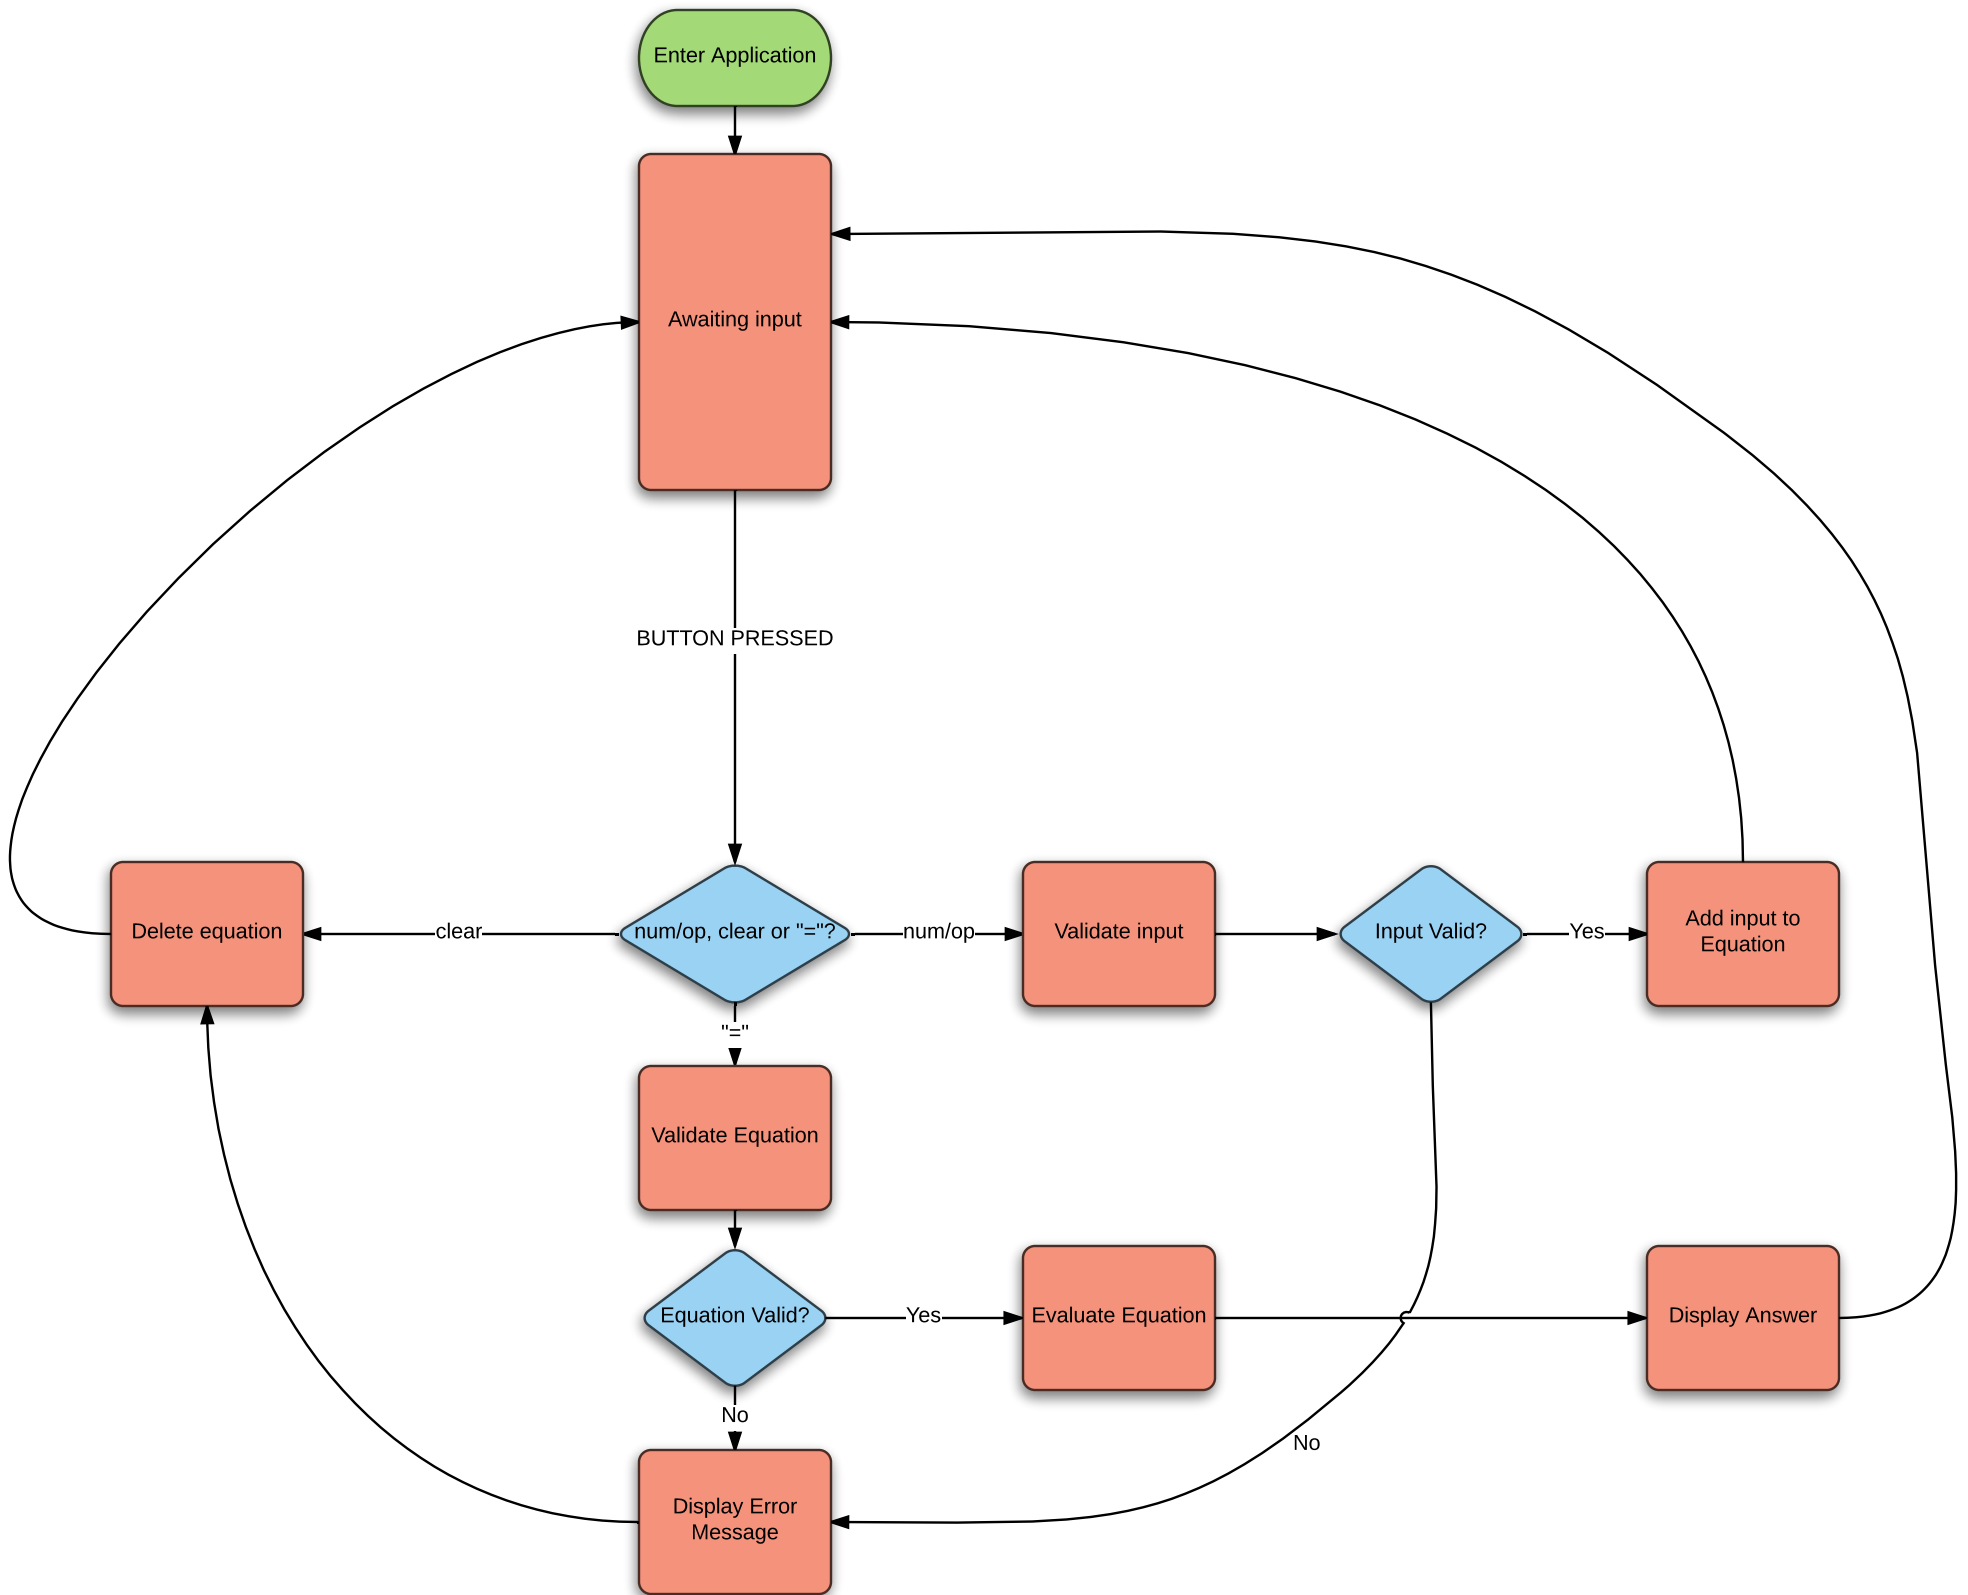 Enter Application
Awaiting input
BUTTON PRESSED
Delete equation
clear
num/op, clear or "="?
num/op
Validate input
Input Valid?
Yes
Add input to
Equation
"="
Validate Equation
Equation Valid?
Yes
Evaluate Equation
Display Answer
No
No
Display Error
Message